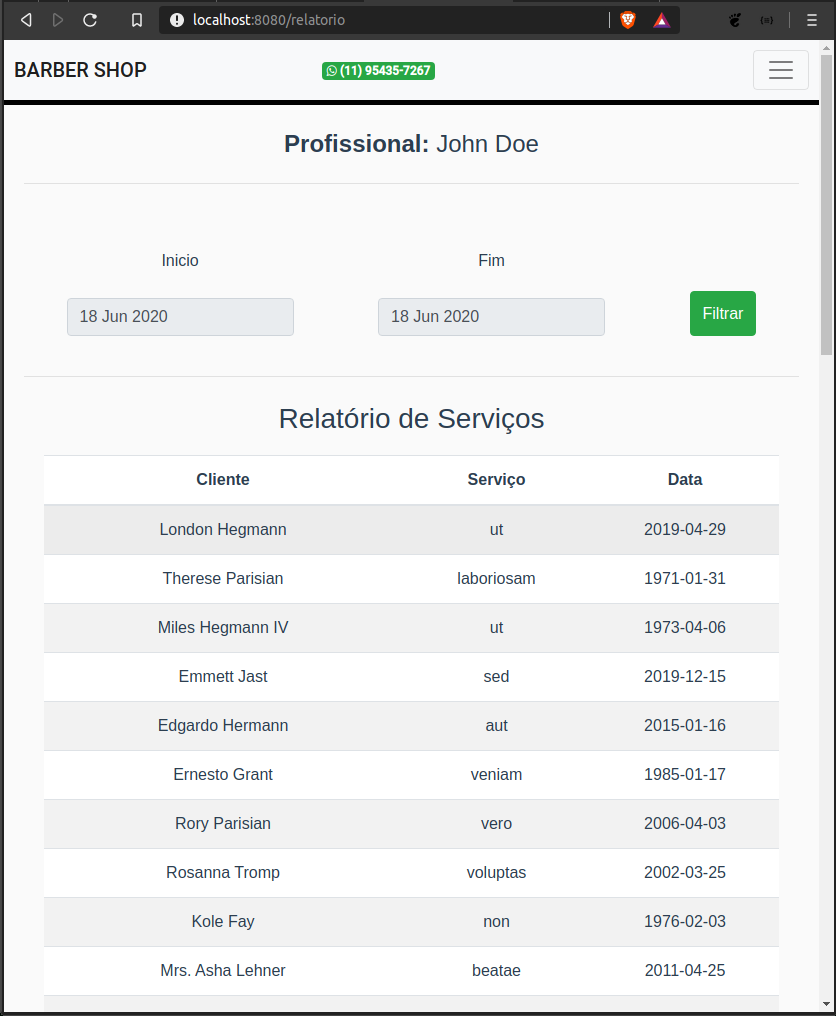 localhost:8080/relatorio
BARBER SHOP
(11) 95435-7267
Profissional: John Doe
Inicio Fim
18 Jun 2020 18 Jun 2020 Filtrar
Relatório de Serviços
Cliente Serviço Data
London Hegmann ut 2019-04-29
Therese Parisian laboriosam 1971-01-31
Miles Hegmann IV ut 1973-04-06
Emmett Jast sed 2019-12-15
Edgardo Hermann aut 2015-01-16
Ernesto Grant veniam 1985-01-17
Rory Parisian vero 2006-04-03
Rosanna Tromp voluptas 2002-03-25
Kole Fay non 1976-02-03
Mrs. Asha Lehner beatae 2011-04-25